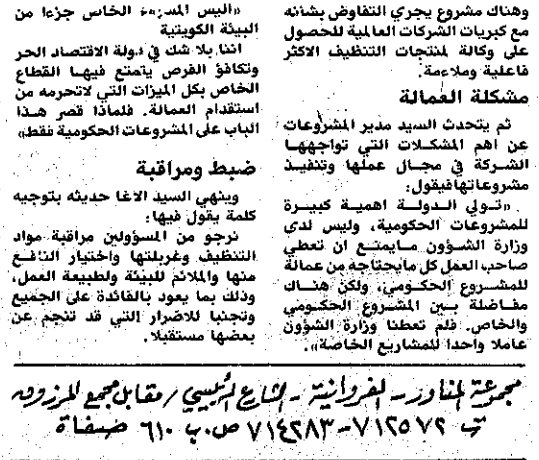 وهناك مشروع يجري التفاوض بشأنه
مع كبريات الشركات العالمية للحصول
على وكالة لمنتجات التنظيف الاكثر
فاعلية وملاءمة.
مشكلة العمالة
ثم يتحدث السيد مدير المشروعات
عن اهم المشكلات التي تواجهها
الشركة في مجال عملها وتنفيذ
مشروعاتها فيقول:
«تولي الدولة اهمية كبيرة
للمشروعات الحكومية، وليس لدى
وزارة الشؤون مايمنع ان تعطي
صاحب العمل كل مايحتاجه من عمالة
للمشروع الحكومي، ولكن هناك
مفاضلة بين المشروع الحكومي
والخاص. فلم تعطنا وزارة الشؤون
عاملا واحدا للمشاريع الخاصة».
«اليس المشروع الخاص جزءا من
البيئة الكويتية
اننا بلا شك في دولة الاقتصاد الحر
وتكافؤ الفرص يتمتع فيها القطاع
الخاص بكل الميزات التي لاتحرمه من
استقدام العمالة. فلماذا قصر هذا
الباب على المشروعات الحكومية فقط»
ضبط ومراقبة
وينهي السيد الاغا حديثه بتوجيه
كلمة يقول فيها:
نرجو من المسؤولين مراقبة مواد
التنظيف وغربلتها واختيار النافع
منها والملائم للبيئة ولطبيعة العمل،
وذلك بما يعود بالفائدة على الجميع
وتجنبا للاضرار التي قد تنجم عن
بعضها مستقبلا.
مجموعة المناور - الفروانية - الشارع الرئيسي / مقابل مجمع المرزوق
ت ٧١٢٥٧٢ - ٧١٤٢٨٣ ص.ب ٦١٠ صفاة